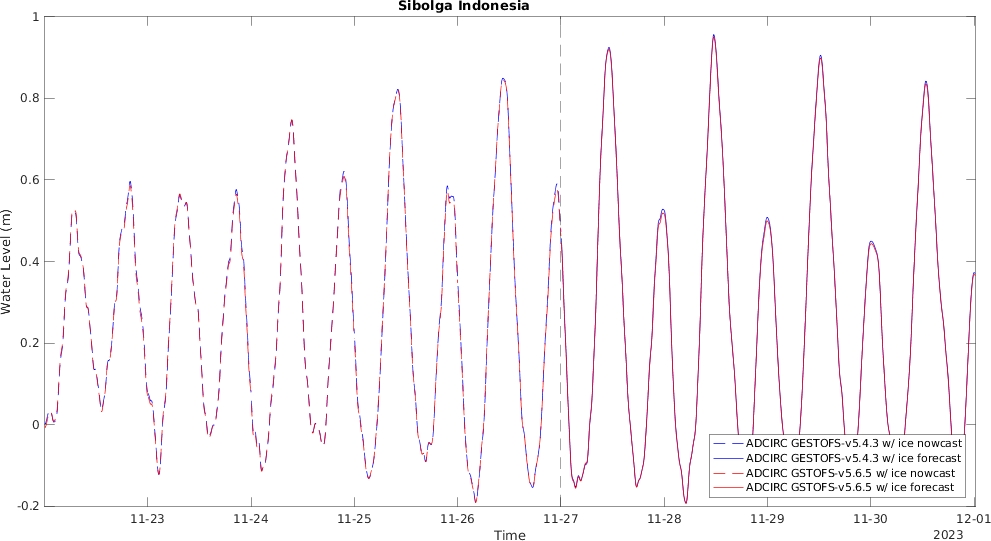 Sibolga Indonesia
1
0.8
0.6
0.4
0.2
0
-0.2
Water Level (m)
11-23 11-24 11-25 11-26 11-27 11-28 11-29 11-30 12-01
Time
2023
ADCIRC GESTOFS-v5.4.3 w/ ice nowcast
ADCIRC GESTOFS-v5.4.3 w/ ice forecast
ADCIRC GSTOFS-v5.6.5 w/ ice nowcast
ADCIRC GSTOFS-v5.6.5 w/ ice forecast